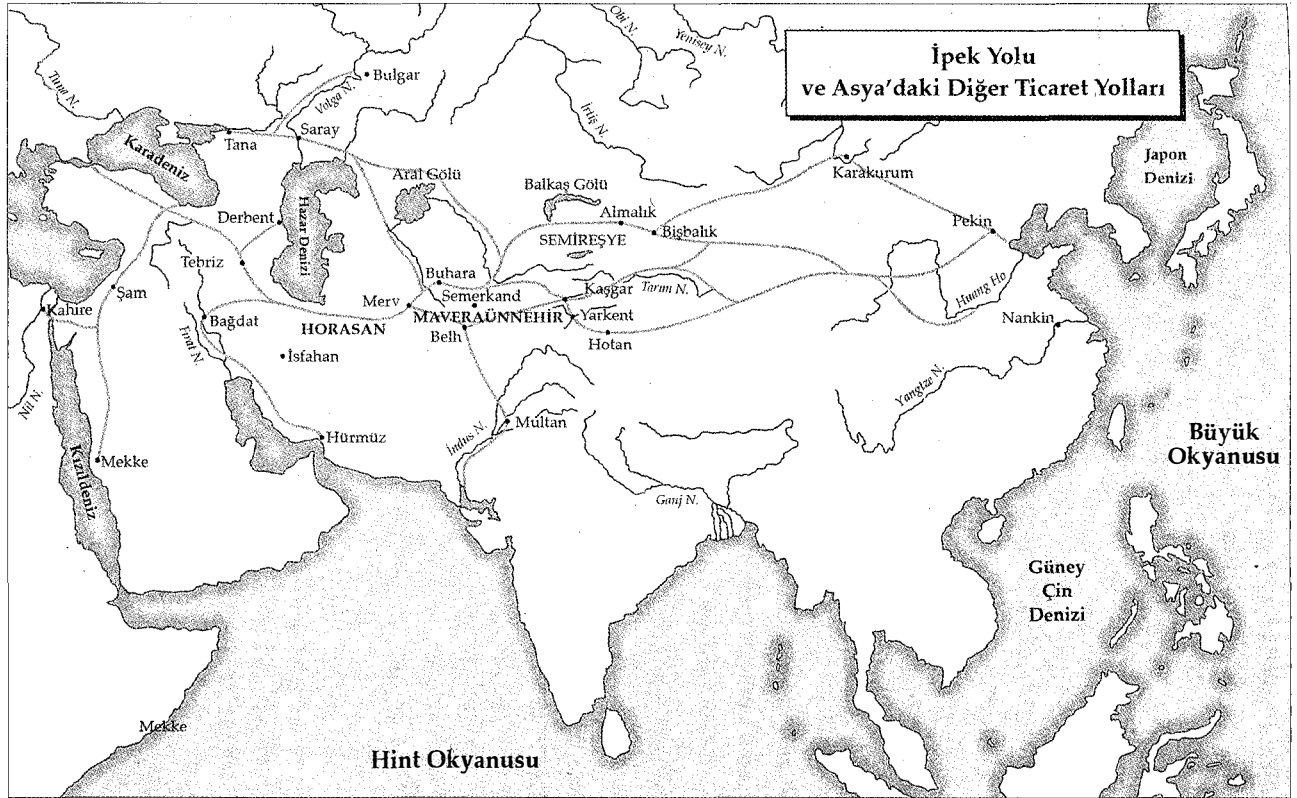 İpek Yolu
ve Asya'daki Diğer Ticaret Yolları
Obi N.
Yenisey N.
Tuna N.
Bulgar
Volga N.
İrtiş N.
Saray
Tana
Karadeniz
Karakurum
Japon
Denizi
Aral Gölü
Balkaş Gölü
Hazar Denizi
Derbent
Almalık
Bişbalık
Pekin
SEMİREŞYE
Tebriz
Buhara
Şam
Kaşgar
Tarım N.
Merv
Semerkand
Huang Ho
Kahire
Bağdat
HORASAN
MAVERAÜNNEHİR
Yarkent
Nankin
Belh
Hotan
Fırat N.
İsfahan
Nil N.
Yangtze N.
Multan
İndus N.
Hürmüz
Büyük
Okyanusu
Mekke
Kızıldeniz
Ganj N.
Güney
Çin
Denizi
Mekke
Hint Okyanusu